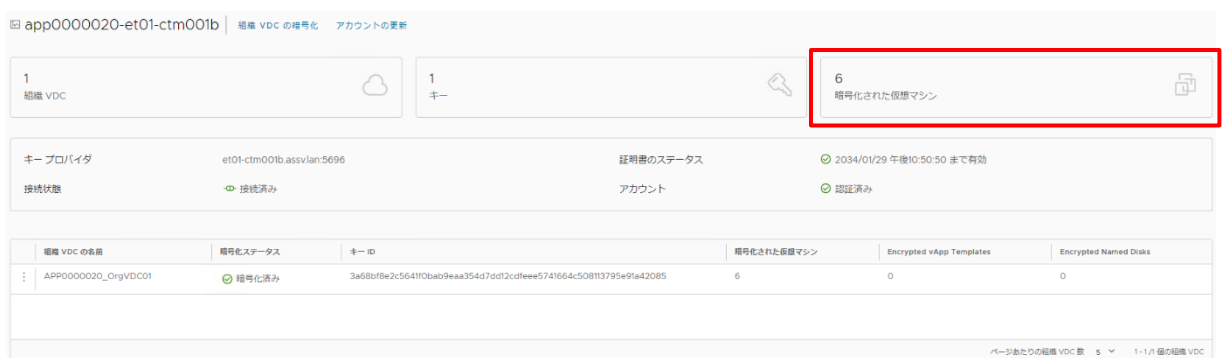 app0000020-et01-ctm001b 組織 VDC の暗号化 アカウントの更新
1
組織 VDC
1
キー
6
暗号化された仮想マシン
キー プロバイダ et01-ctm001b.assv.lan:5696 証明書のステータス 2034/01/29 午後10:50:50 まで有効
接続状態 接続済み アカウント 認証済み
組織 VDC の名前 暗号化ステータス キー ID 暗号化された仮想マシン Encrypted vApp Templates Encrypted Named Disks
APP0000020_OrgVDC01 暗号化済み 3a68bf8e2c5641f0bab9eaa354d7dd12cdfeee5741664c508113795e91a42085 6 0 0
ページあたりの組織 VDC 数 5 1-1 /1 個の組織 VDC